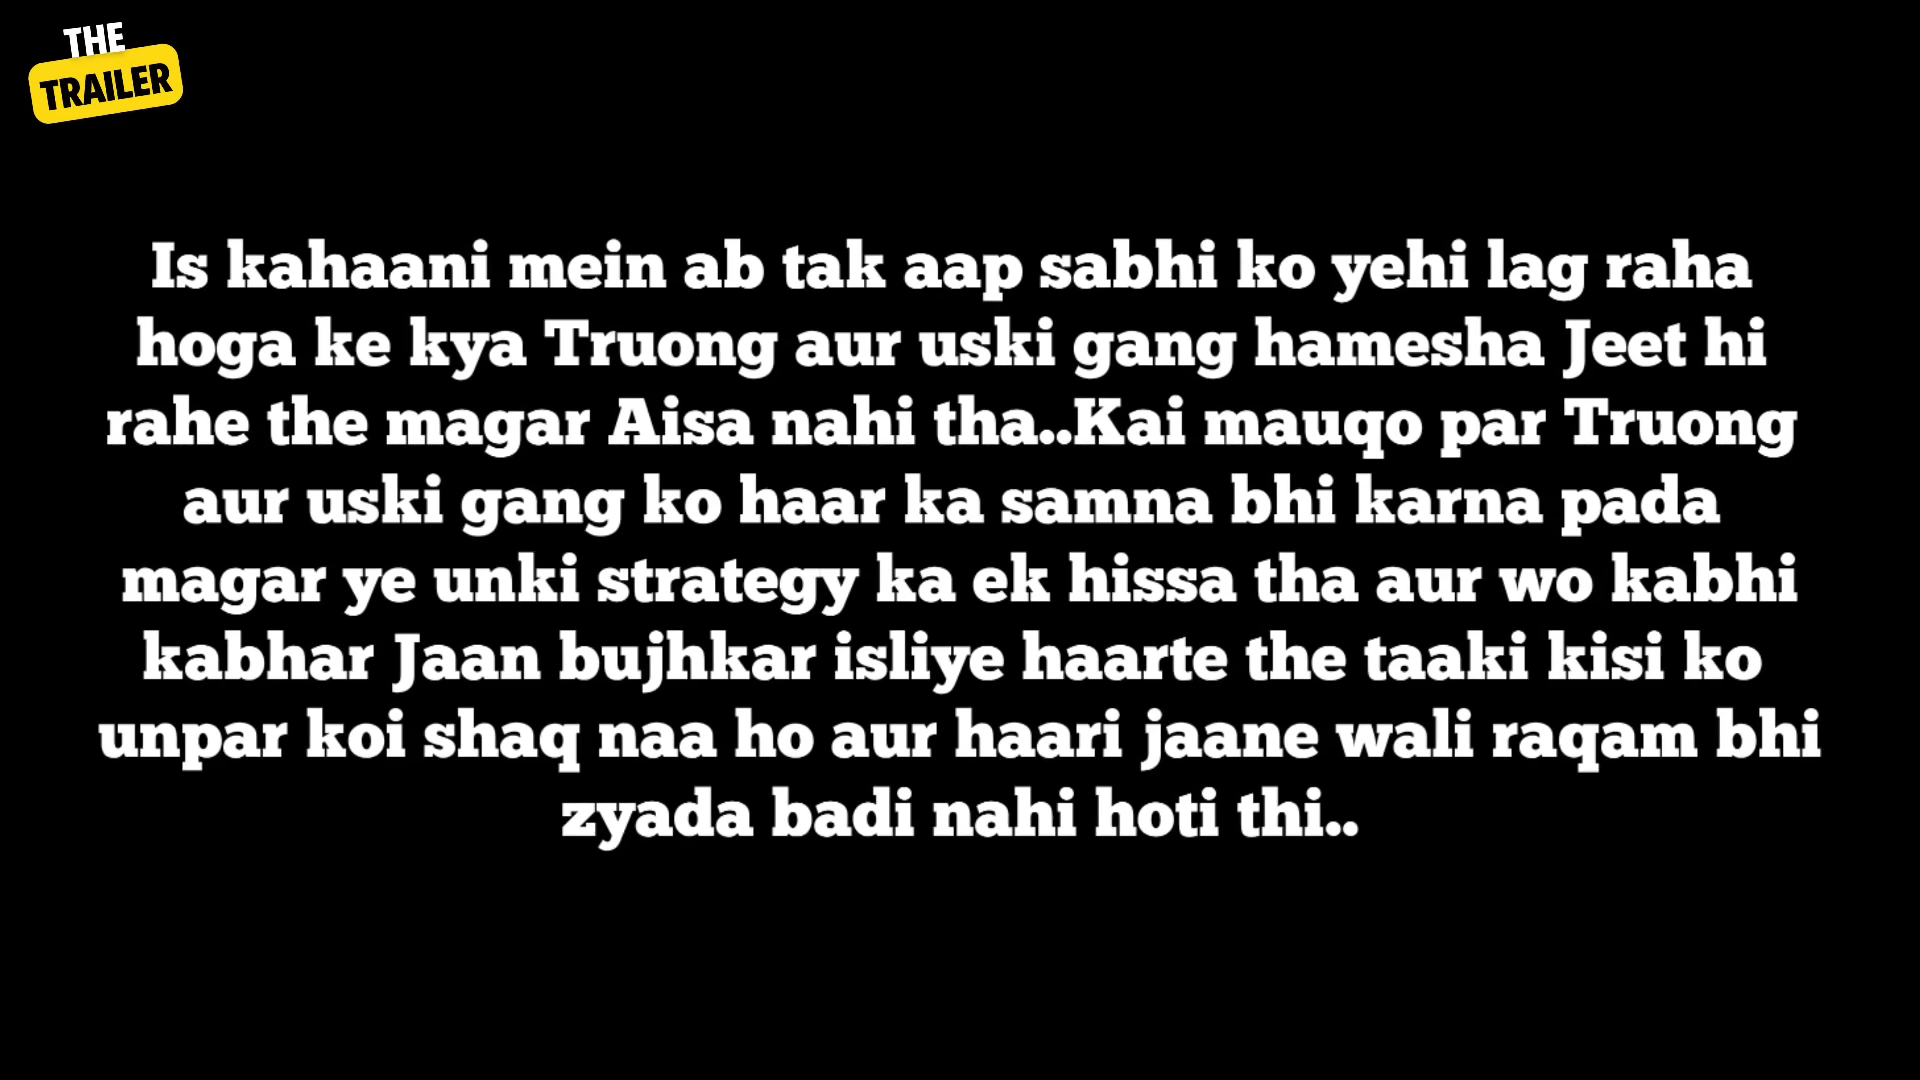 THE
TRAILER
Is kahaani mein ab tak aap sabhi ko yehi lag raha
hoga ke kya Truong aur uski gang hamesha Jeet hi
rahe the magar Aisa nahi tha..Kai mauqo par Truong
aur uski gang ko haar ka samna bhi karna pada
magar ye unki strategy ka ek hissa tha aur wo kabhi
kabhar Jaan bujhkar isliye haarte the taaki kisi ko
unpar koi shaq naa ho aur haari jaane wali raqam bhi
zyada badi nahi hoti thi..